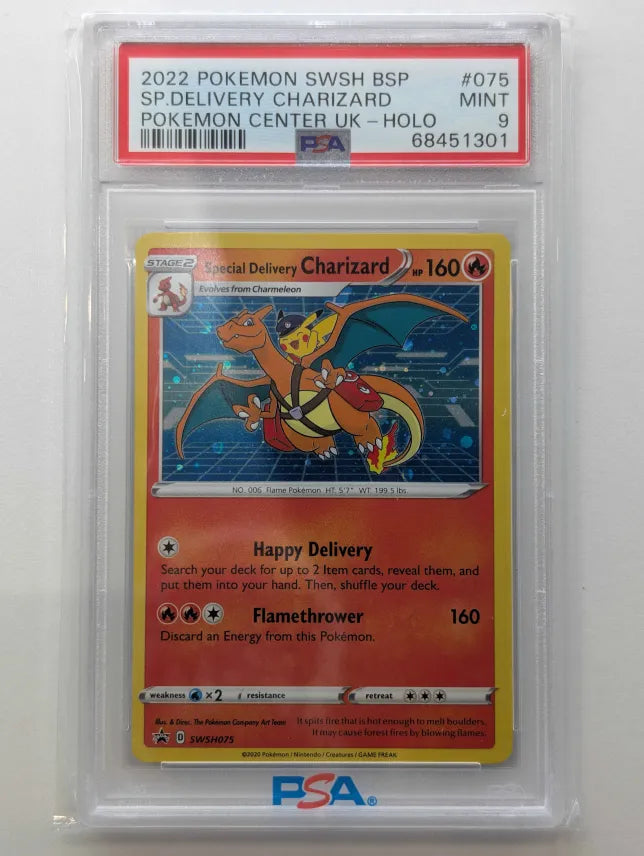 2022 POKEMON SWSH BSP #075
SP.DELIVERY CHARIZARD MINT
POKEMON CENTER UK-HOLO 9
PSA 68451301
STAGE 2 Special Delivery Charizard HP 160
Evolves from Charmeleon
NO. 006 Flame Pokémon HT: 5'7" WT: 199.5 lbs.
Happy Delivery
Search your deck for up to 2 Item cards, reveal them, and
put them into your hand. Then, shuffle your deck.
Flamethrower 160
Discard an Energy from this Pokémon.
weakness ×2 resistance retreat
Illus. & Direc. The Pokémon Company Art Team
It spits fire that is hot enough to melt boulders.
It may cause forest fires by blowing flames.
D SWSH075
©2020 Pokémon / Nintendo / Creatures / GAME FREAK
PSA®